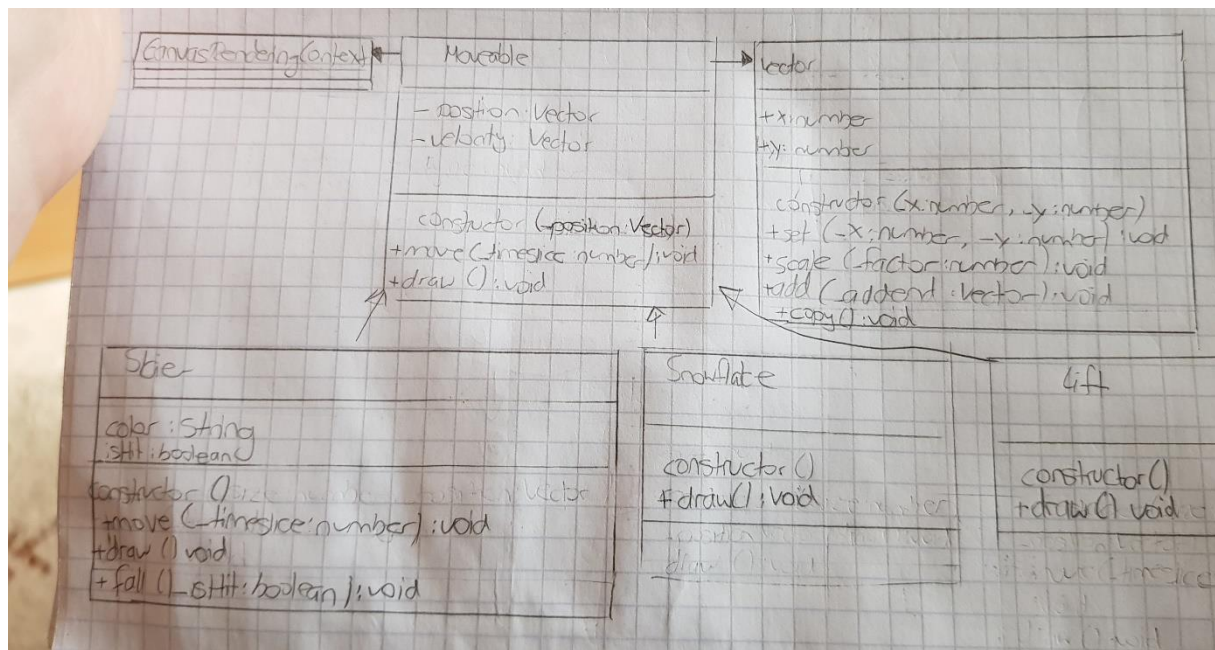 CanvasRenderingContext
Moveable
- position: Vector
- velocity: Vector
constructor (_position: Vector)
+move (_timeslice: number): void
+draw (): void
Vector
+x: number
+y: number
constructor (x: number, _y: number)
+set (_x: number, _y: number): void
+scale (_factor: number): void
+add (_addend: Vector): void
+copy(): void
Skier
color: String
isHit: boolean
constructor ()
+move (_timeslice: number): void
+draw () void
+ fall () _isHit: boolean): void
Snowflake
constructor ()
+draw(): void
Lift
constructor()
+draw() void